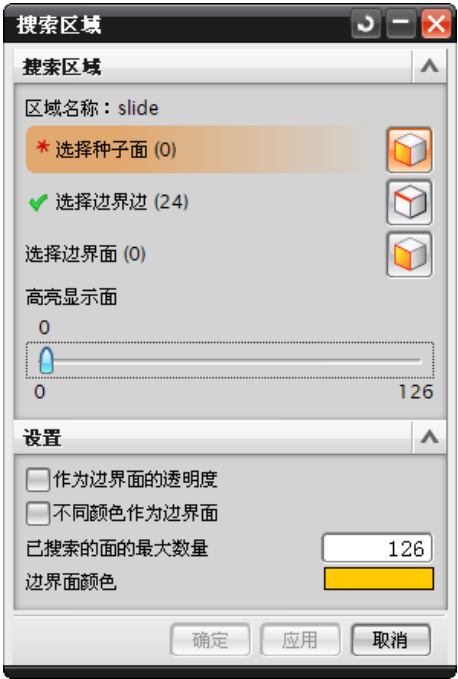 搜索区域
搜索区域
区域名称：slide
* 选择种子面 (0)
选择边界边 (24)
选择边界面 (0)
高亮显示面
0
0 126
设置
作为边界面的透明度
不同颜色作为边界面
已搜索的面的最大数量 126
边界面颜色
确定 应用 取消